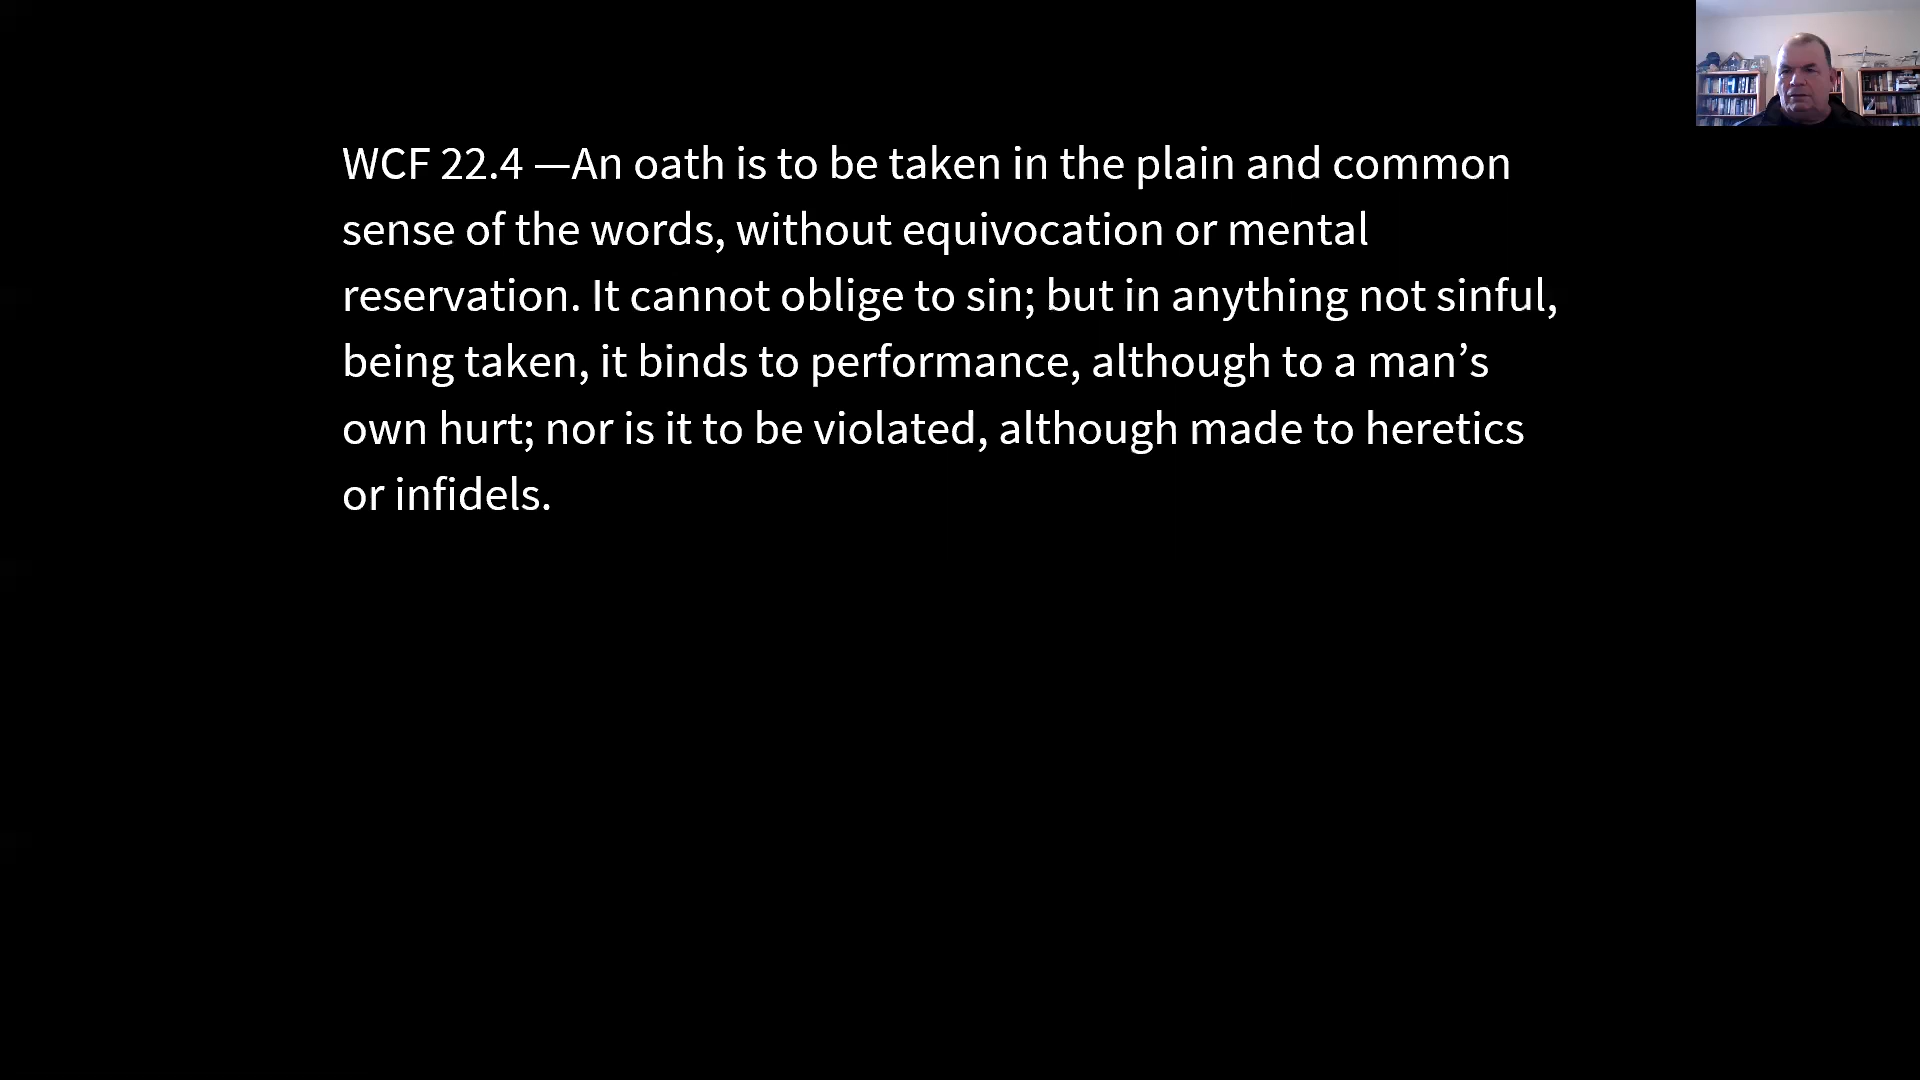 WCF 22.4 —An oath is to be taken in the plain and common
sense of the words, without equivocation or mental
reservation. It cannot oblige to sin; but in anything not sinful,
being taken, it binds to performance, although to a man’s
own hurt; nor is it to be violated, although made to heretics
or infidels.